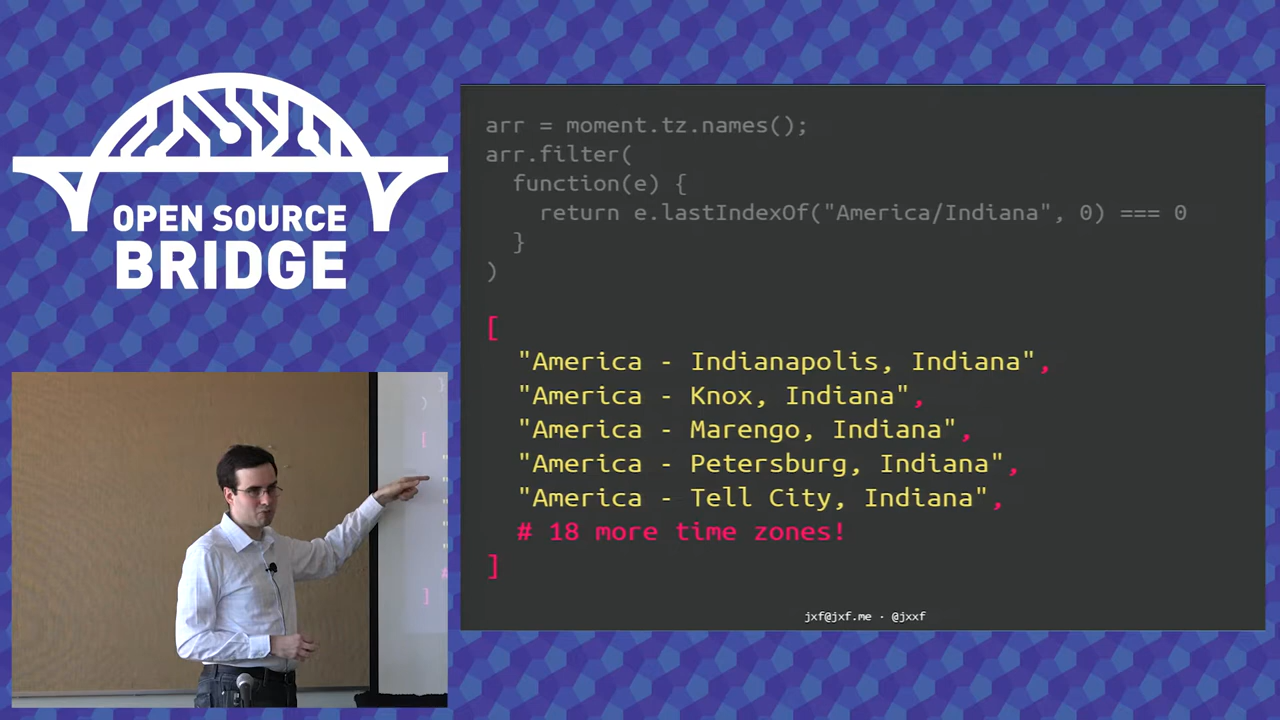 OPEN SOURCE
BRIDGE
arr = moment.tz.names();
arr.filter(
  function(e) {
    return e.lastIndexOf("America/Indiana", 0) === 0
  }
)
[
  "America - Indianapolis, Indiana",
  "America - Knox, Indiana",
  "America - Marengo, Indiana",
  "America - Petersburg, Indiana",
  "America - Tell City, Indiana",
  # 18 more time zones!
]
jxf@jxf.me · @jxxf